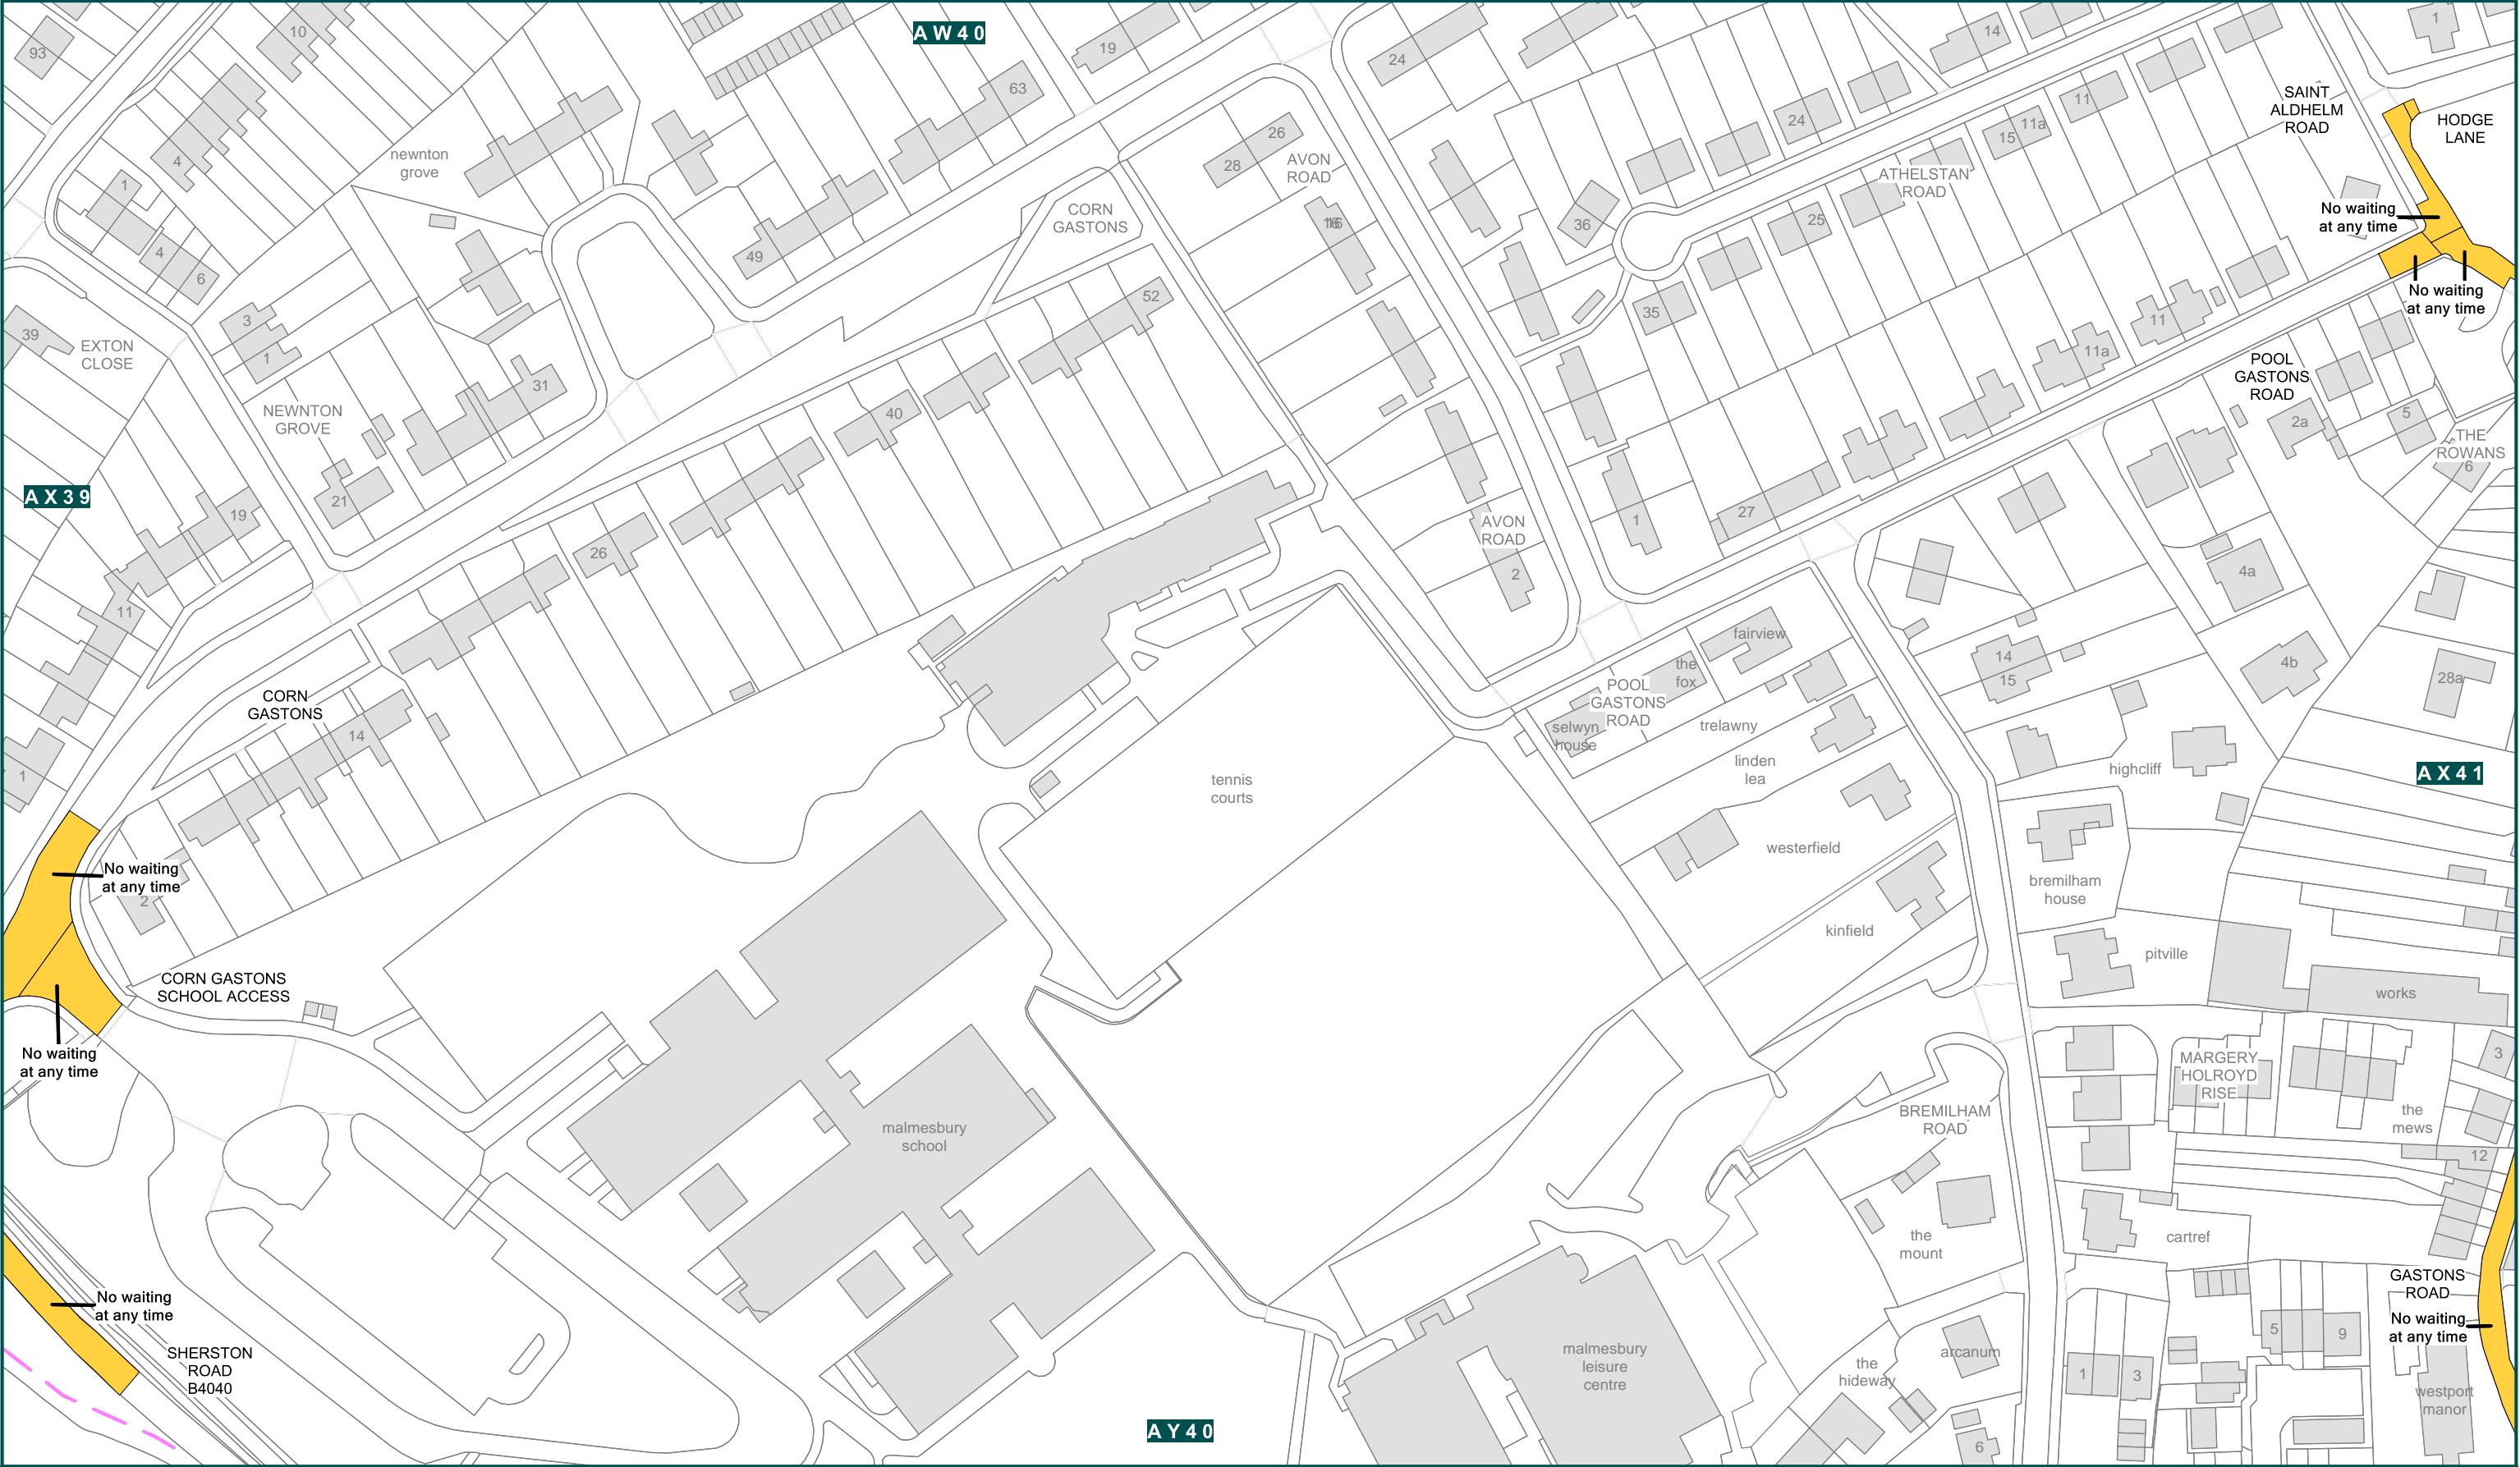 AW40
93
10
19
63
24
14
1
SAINT
ALDHELM
ROAD
HODGE
LANE
newnton
grove
4
1
4
6
28
26
AVON
ROAD
16
CORN
GASTONS
49
36
24
11
15
11a
ATHELSTAN
ROAD
25
35
No waiting
at any time
No waiting
at any time
39
EXTON
CLOSE
3
1
NEWNTON
GROVE
31
21
52
40
26
11
11a
POOL
GASTONS
ROAD
2a
5
THE
ROWANS
6
AX39
19
11
1
AVON
ROAD
2
1
27
4a
4b
28a
14
15
CORN
GASTONS
14
2
No waiting
at any time
fairview
the
fox
POOL
GASTONS
ROAD
selwyn
house
trelawny
linden
lea
highcliff
AX41
tennis
courts
westerfield
bremilham
house
kinfield
pitville
works
CORN GASTONS
SCHOOL ACCESS
No waiting
at any time
malmesbury
school
BREMILHAM
ROAD
MARGERY
HOLROYD
RISE
the
mews
3
12
the
mount
cartref
No waiting
at any time
SHERSTON
ROAD
B4040
malmesbury
leisure
centre
the
hideway
arcanum
6
1
3
5
9
GASTONS
ROAD
No waiting
at any time
westport
manor
AY40